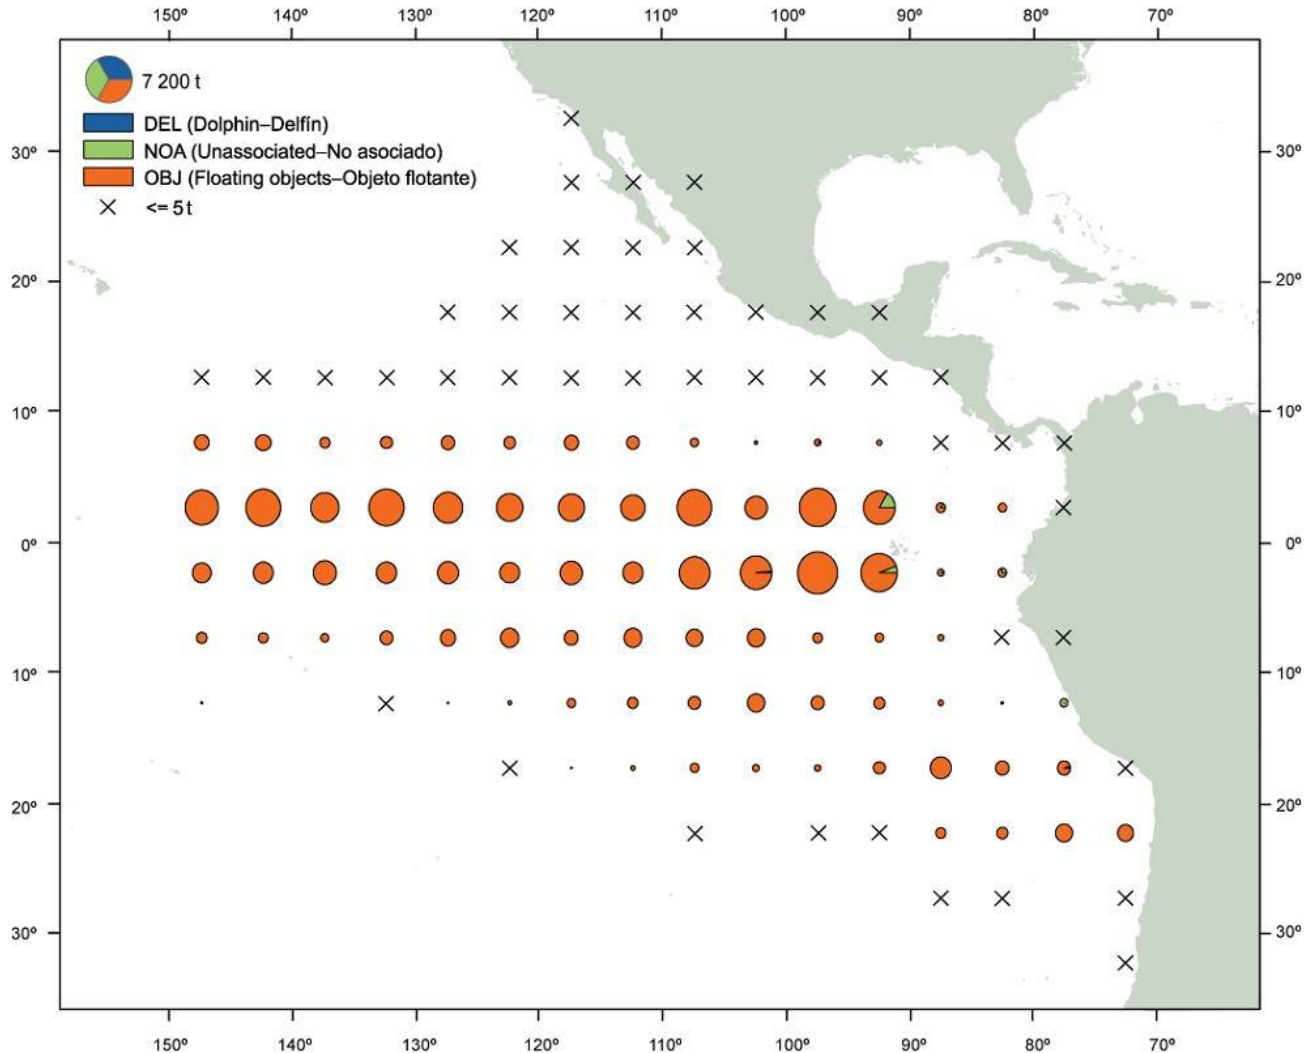 150º 140º 130º 120º 110º 100º 90º 80º 70º
7 200 t
DEL (Dolphin–Delfín)
NOA (Unassociated–No asociado)
OBJ (Floating objects–Objeto flotante)
<= 5 t
30º 30º
20º 20º
10º 10º
0º 0º
10º 10º
20º 20º
30º 30º
150º 140º 130º 120º 110º 100º 90º 80º 70º